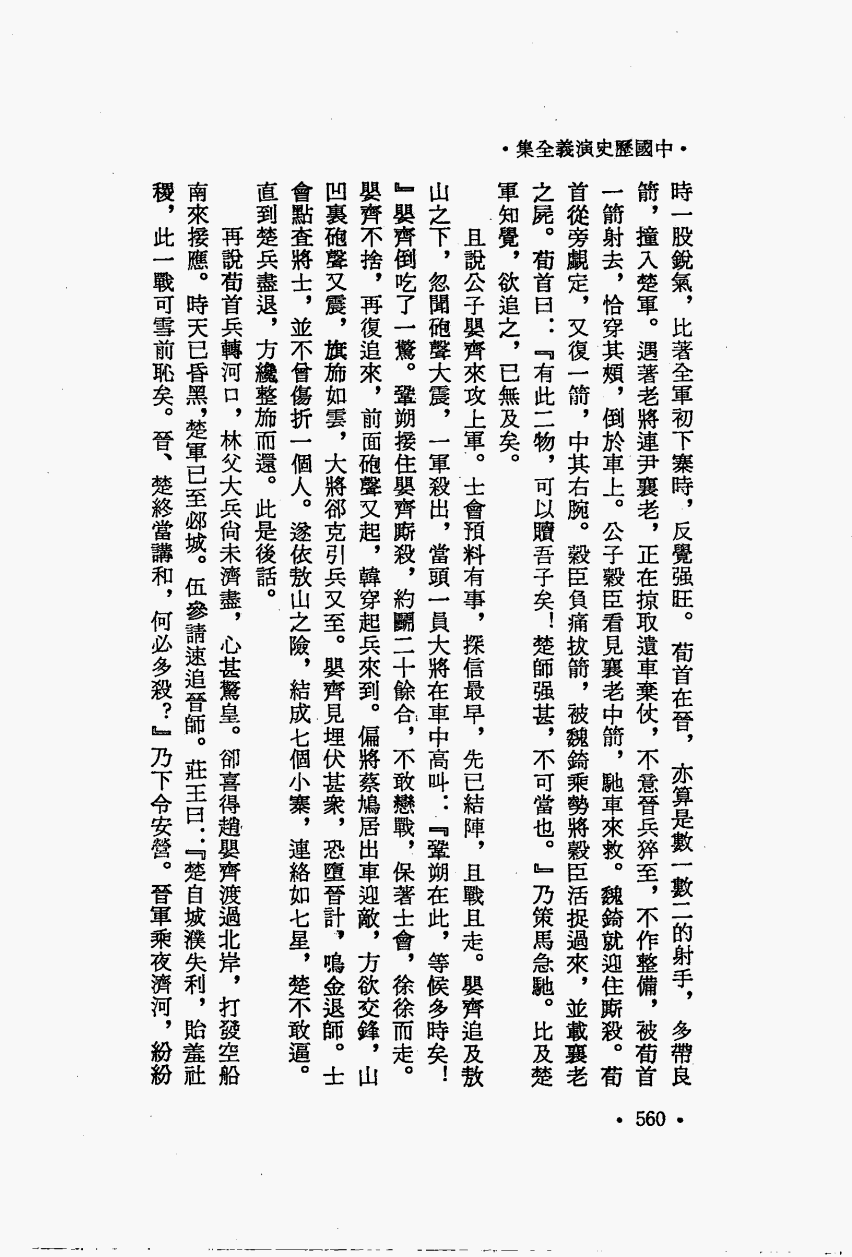 •中國歷史演義全集•
時一股銳氣，比著全軍初下寨時，反覺强旺。荀首在晉，亦算是數一數二的射手，多帶良
箭，撞入楚軍。遇著老將連尹襄老，正在掠取遺車棄仗，不意晉兵猝至，不作整備，被荀首
一箭射去，恰穿其頰，倒於車上。公子穀臣看見襄老中箭，馳車來救。魏錡就迎住厮殺。荀
首從旁覷定，又復一箭，中其右腕。穀臣負痛拔箭，被魏錡乘勢將穀臣活捉過來，並載襄老
之屍。荀首曰：『有此二物，可以贖吾子矣！楚師强甚，不可當也。』乃策馬急馳。比及楚
軍知覺，欲追之，已無及矣。
且說公子嬰齊來攻上軍。士會預料有事，探信最早，先已結陣，且戰且走。嬰齊追及敖
山之下，忽聞砲聲大震，一軍殺出，當頭一員大將在車中高叫：『鞏朔在此，等候多時矣！
』嬰齊倒吃了一驚。鞏朔接住嬰齊厮殺，約鬭二十餘合，不敢戀戰，保著士會，徐徐而走。
嬰齊不捨，再復追來，前面砲聲又起，韓穿起兵來到。偏將蔡鳩居出車迎敵，方欲交鋒，山
凹裏砲聲又震，旗旆如雲，大將郤克引兵又至。嬰齊見埋伏甚衆，恐墮晉計，鳴金退師。士
會點查將士，並不曾傷折一個人。遂依敖山之險，結成七個小寨，連絡如七星，楚不敢逼。
直到楚兵盡退，方纔整旆而還。此是後話。
再說荀首兵轉河口，林父大兵尙未濟盡，心甚驚皇。卻喜得趙嬰齊渡過北岸，打發空船
南來接應。時天已昏黑，楚軍已至邲城。伍參請速追晉師。莊王曰：『楚自城濮失利，貽羞社
稷，此一戰可雪前恥矣。晉、楚終當講和，何必多殺？』乃下令安營。晉軍乘夜濟河，紛紛
•560•